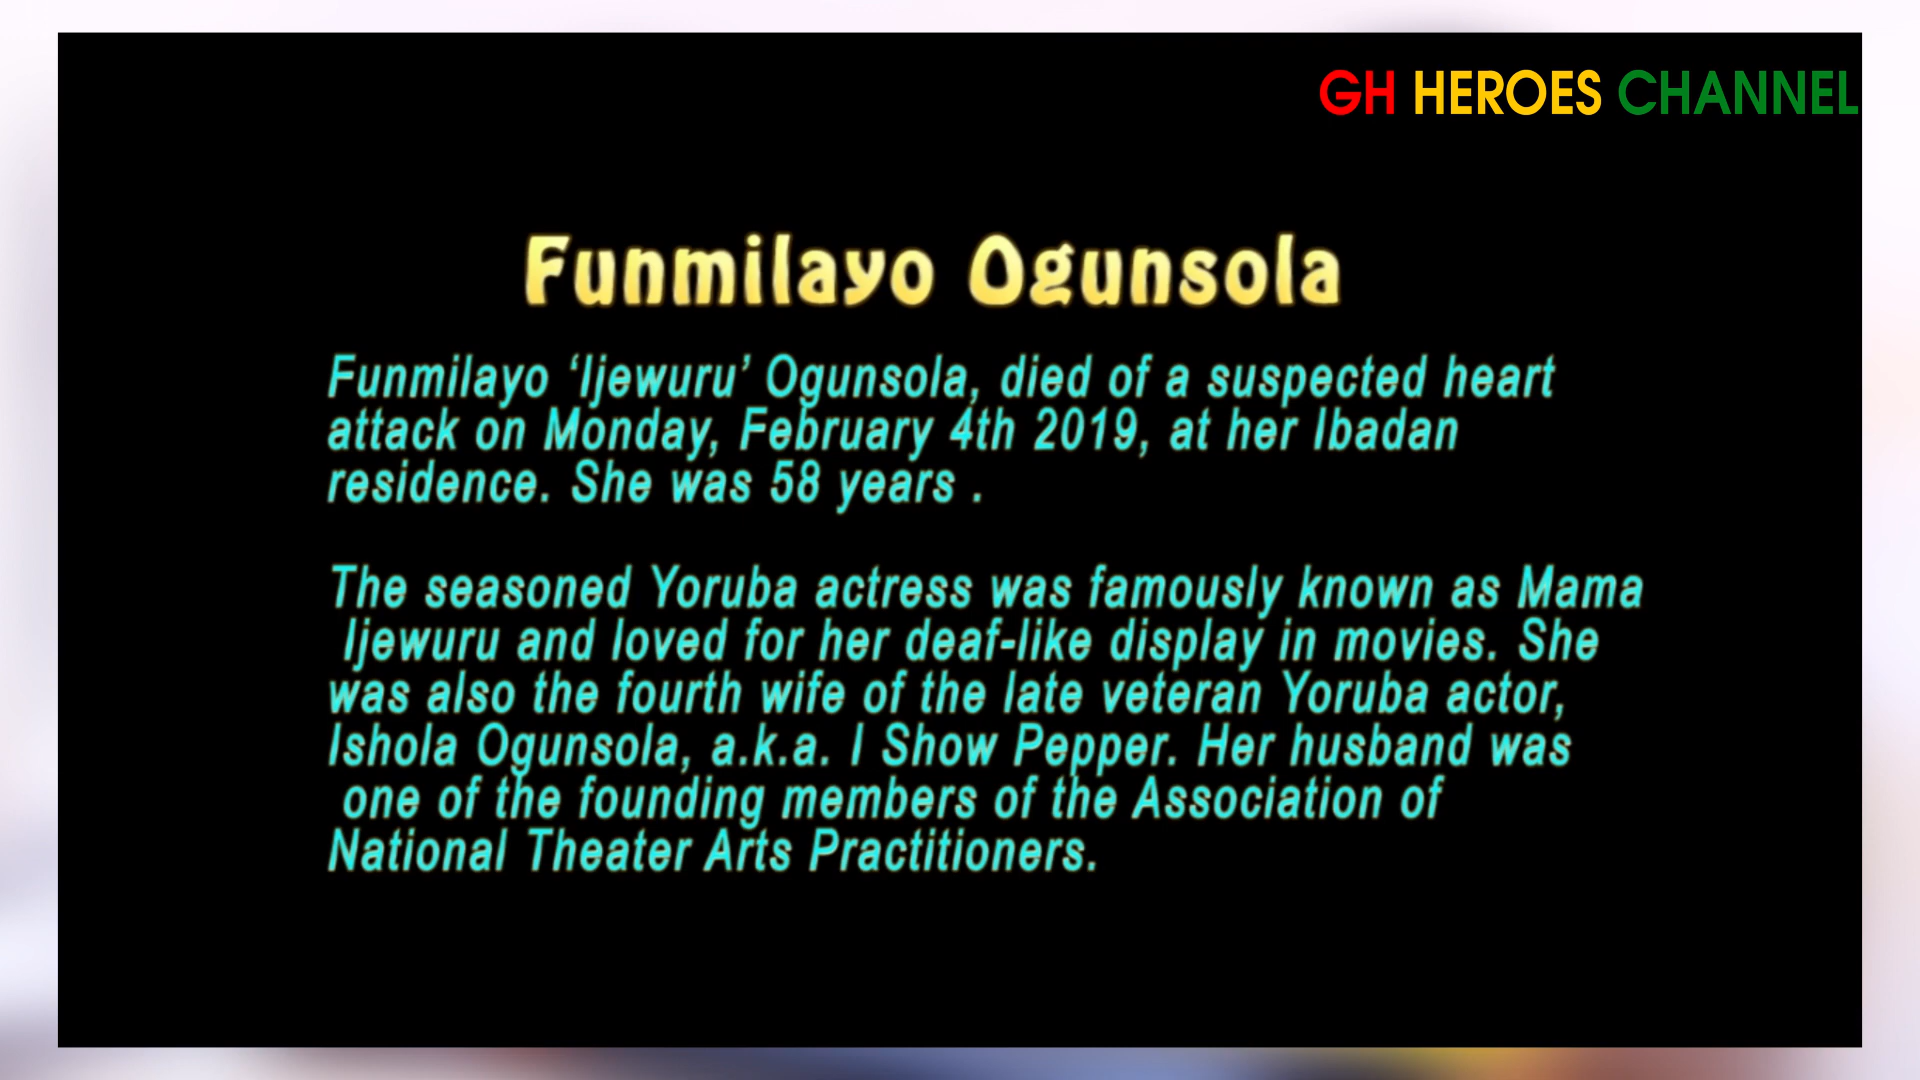 GH HEROES CHANNEL
Funmilayo Ogunsola
Funmilayo ‘Ijewuru’ Ogunsola, died of a suspected heart
attack on Monday, February 4th 2019, at her Ibadan
residence. She was 58 years .
The seasoned Yoruba actress was famously known as Mama
Ijewuru and loved for her deaf-like display in movies. She
was also the fourth wife of the late veteran Yoruba actor,
Ishola Ogunsola, a.k.a. I Show Pepper. Her husband was
one of the founding members of the Association of
National Theater Arts Practitioners.